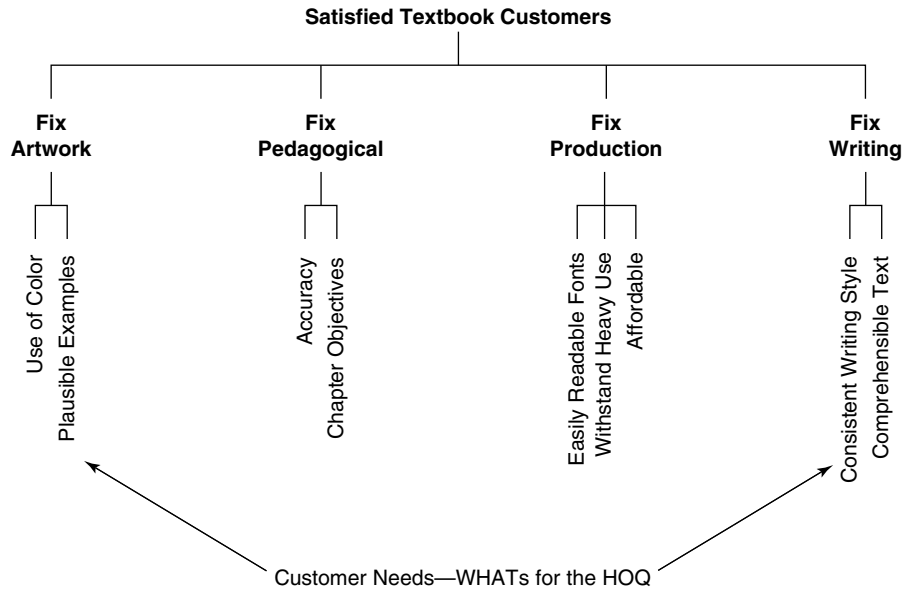 Satisfied Textbook Customers
Fix
Artwork
Fix
Pedagogical
Fix
Production
Fix
Writing
Use of Color
Plausible Examples
Accuracy
Chapter Objectives
Easily Readable Fonts
Withstand Heavy Use
Affordable
Consistent Writing Style
Comprehensible Text
Customer Needs—WHATs for the HOQ